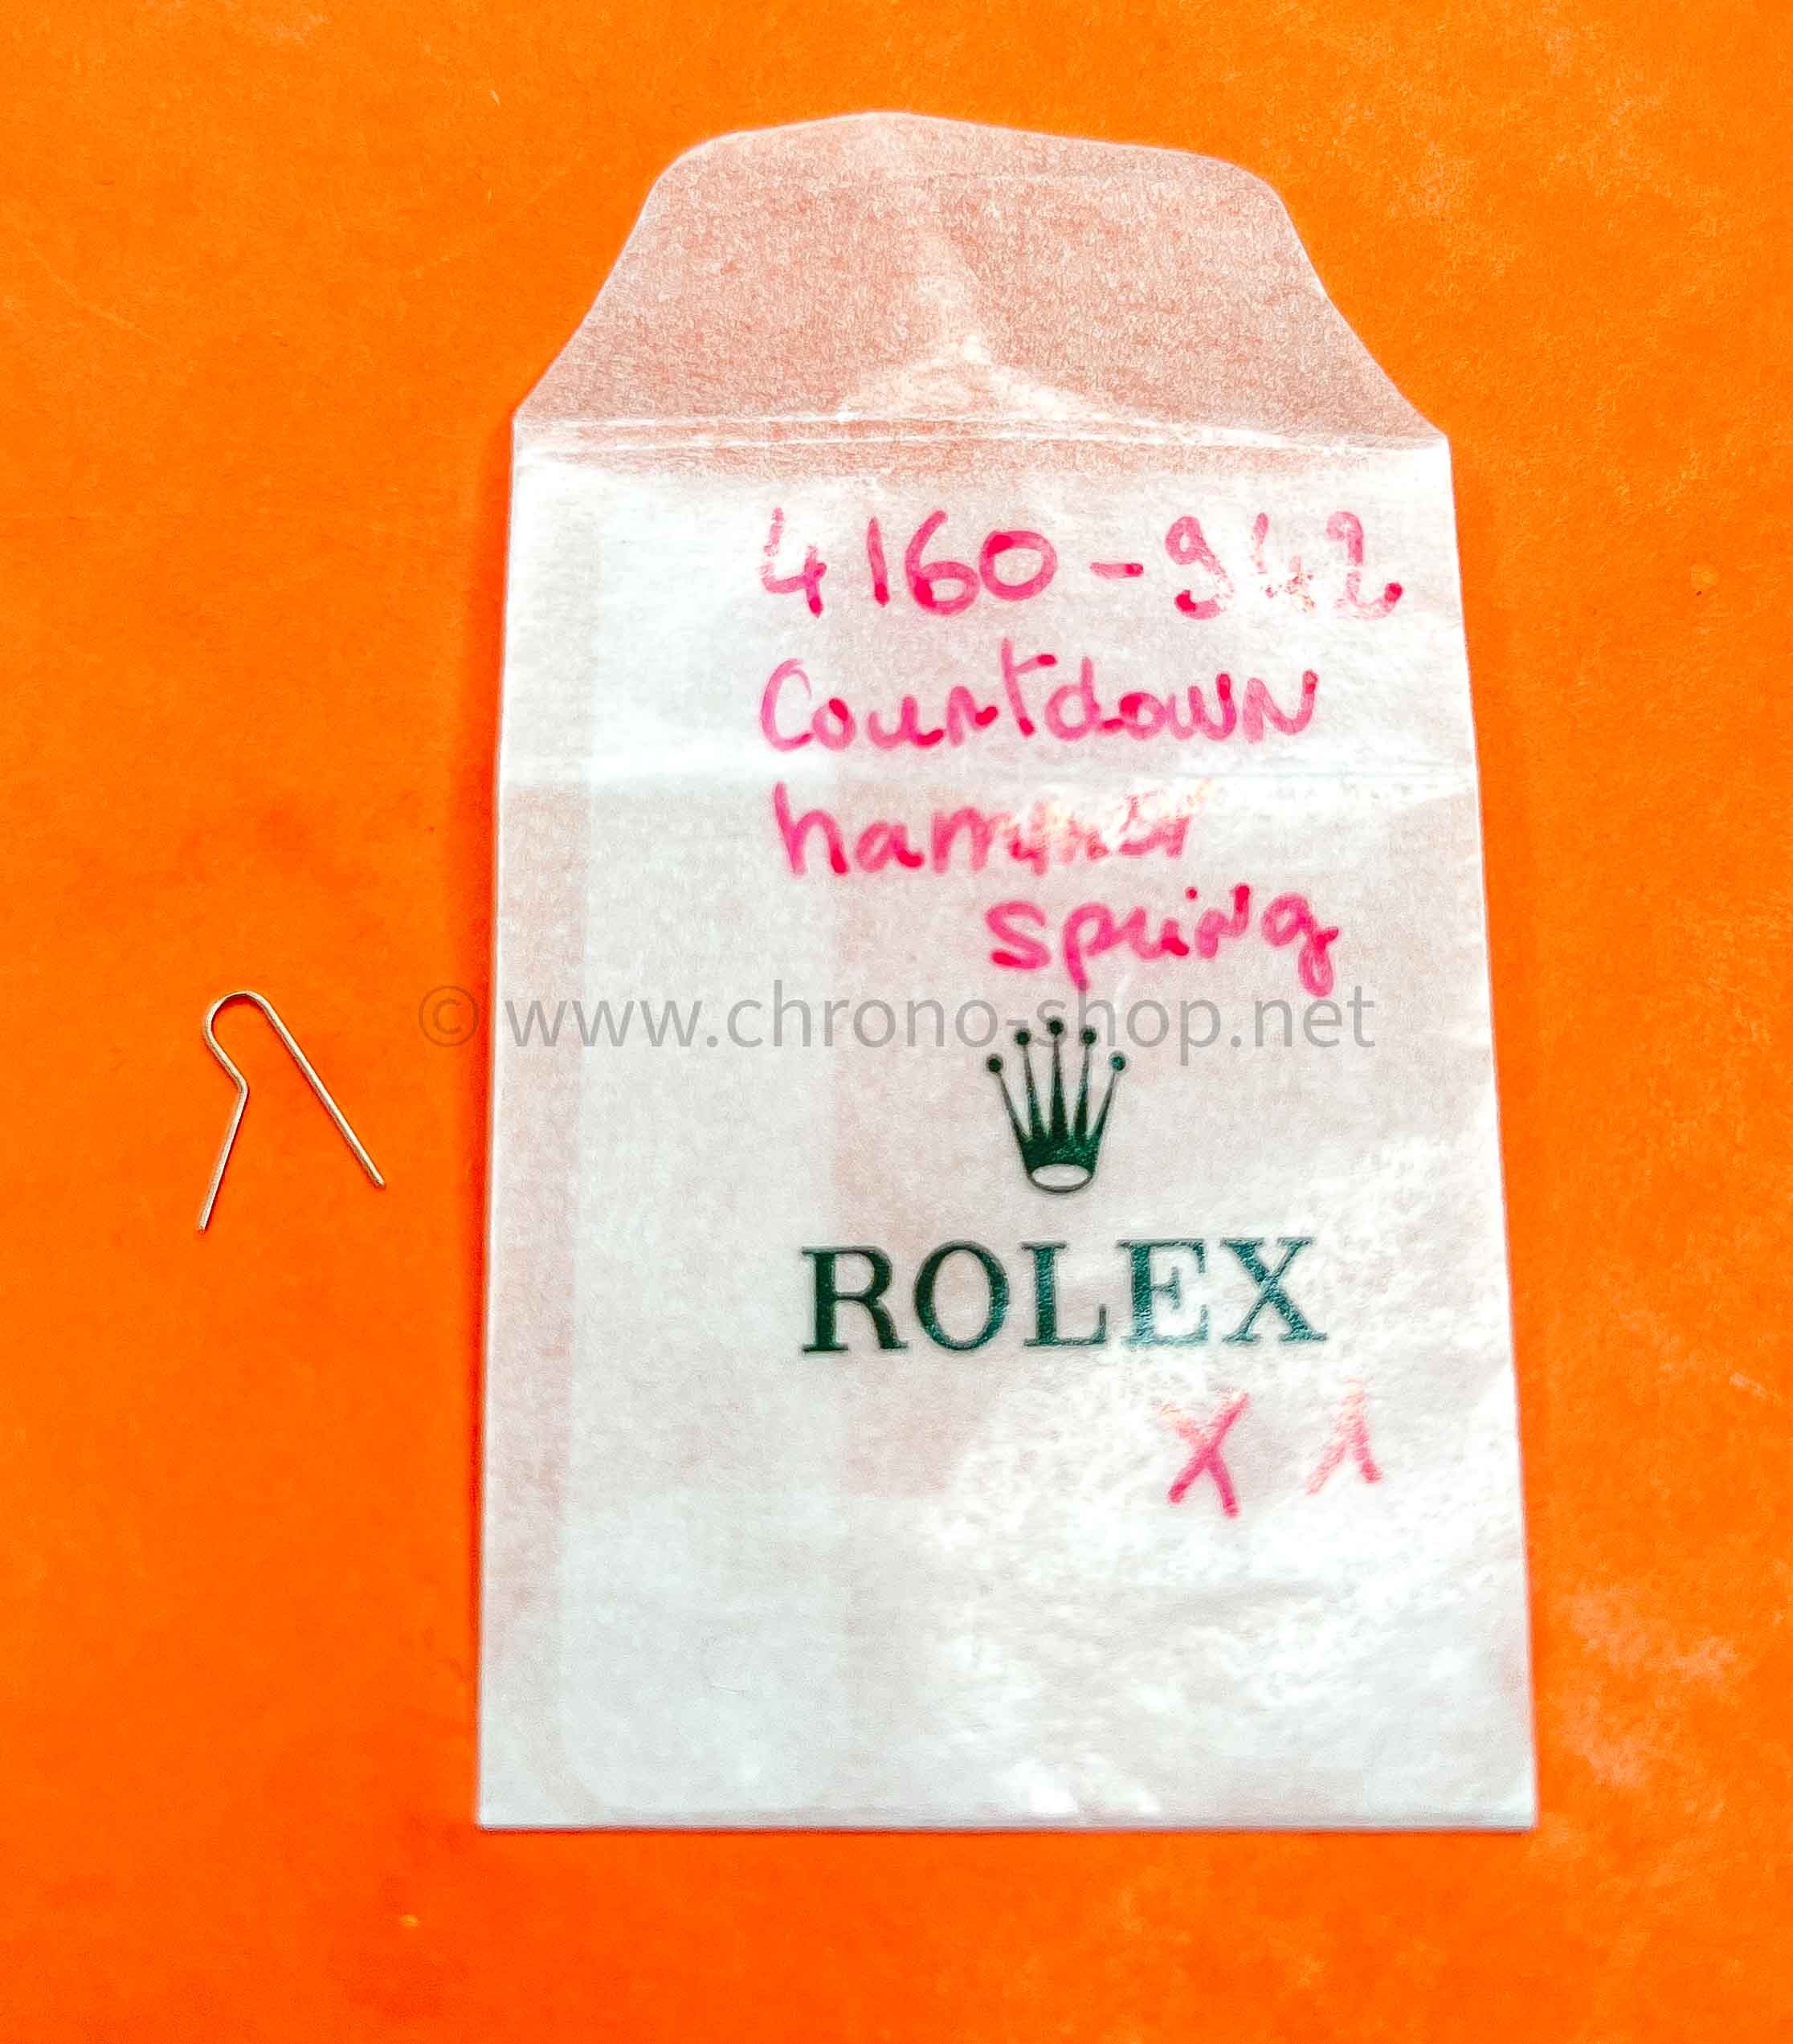 4160-942
Countdown
hammer
spring
© www.chrono-shop.net
ROLEX
X 1